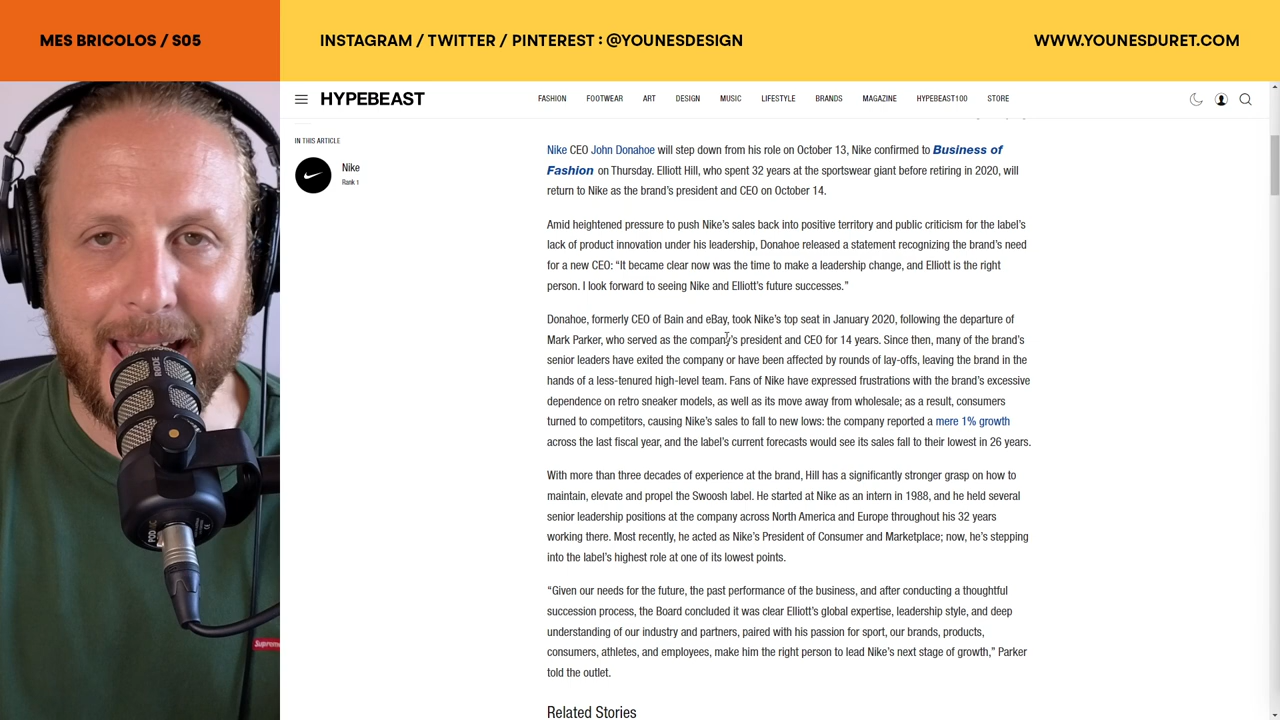 MES BRICOLOS / S05
INSTAGRAM / TWITTER / PINTEREST : @YOUNESDESIGN
WWW.YOUNESDURET.COM
HYPEBEAST
FASHION FOOTWEAR ART DESIGN MUSIC LIFESTYLE BRANDS MAGAZINE HYPEBEAST100 STORE
IN THIS ARTICLE
Nike
Rank 1
Nike CEO John Donahoe will step down from his role on October 13, Nike confirmed to Business of
Fashion on Thursday. Elliott Hill, who spent 32 years at the sportswear giant before retiring in 2020, will
return to Nike as the brand’s president and CEO on October 14.
Amid heightened pressure to push Nike’s sales back into positive territory and public criticism for the label’s
lack of product innovation under his leadership, Donahoe released a statement recognizing the brand’s need
for a new CEO: “It became clear now was the time to make a leadership change, and Elliott is the right
person. I look forward to seeing Nike and Elliott’s future successes.”
Donahoe, formerly CEO of Bain and eBay, took Nike’s top seat in January 2020, following the departure of
Mark Parker, who served as the company’s president and CEO for 14 years. Since then, many of the brand’s
senior leaders have exited the company or have been affected by rounds of lay-offs, leaving the brand in the
hands of a less-tenured high-level team. Fans of Nike have expressed frustrations with the brand’s excessive
dependence on retro sneaker models, as well as its move away from wholesale; as a result, consumers
turned to competitors, causing Nike’s sales to fall to new lows: the company reported a mere 1% growth
across the last fiscal year, and the label’s current forecasts would see its sales fall to their lowest in 26 years.
With more than three decades of experience at the brand, Hill has a significantly stronger grasp on how to
maintain, elevate and propel the Swoosh label. He started at Nike as an intern in 1988, and he held several
senior leadership positions at the company across North America and Europe throughout his 32 years
working there. Most recently, he acted as Nike’s President of Consumer and Marketplace; now, he’s stepping
into the label’s highest role at one of its lowest points.
“Given our needs for the future, the past performance of the business, and after conducting a thoughtful
succession process, the Board concluded it was clear Elliott’s global expertise, leadership style, and deep
understanding of our industry and partners, paired with his passion for sport, our brands, products,
consumers, athletes, and employees, make him the right person to lead Nike’s next stage of growth,” Parker
told the outlet.
Related Stories
RØDE
Supreme